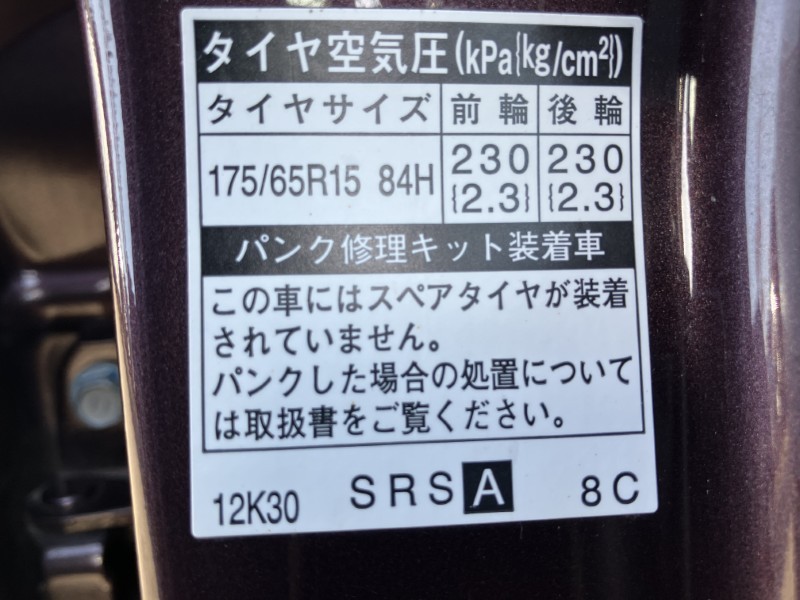 タイヤ空気圧(kPa{kg/cm²})
タイヤサイズ 前輪 後輪
175/65R15 84H 230 230
{2.3} {2.3}
パンク修理キット装着車
この車にはスペアタイヤが装着
されていません。
パンクした場合の処置について
は取扱書をご覧ください。
12K30 SRS A 8C